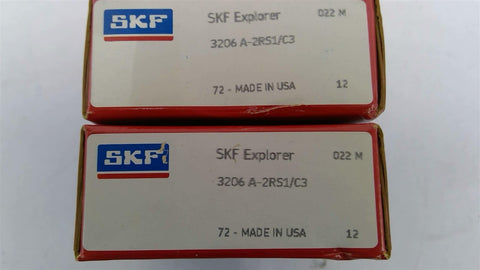 SKF SKF Explorer 022 M
3206 A-2RS1/C3
72 - MADE IN USA 12
SKF SKF Explorer 022 M
3206 A-2RS1/C3
72 - MADE IN USA 12